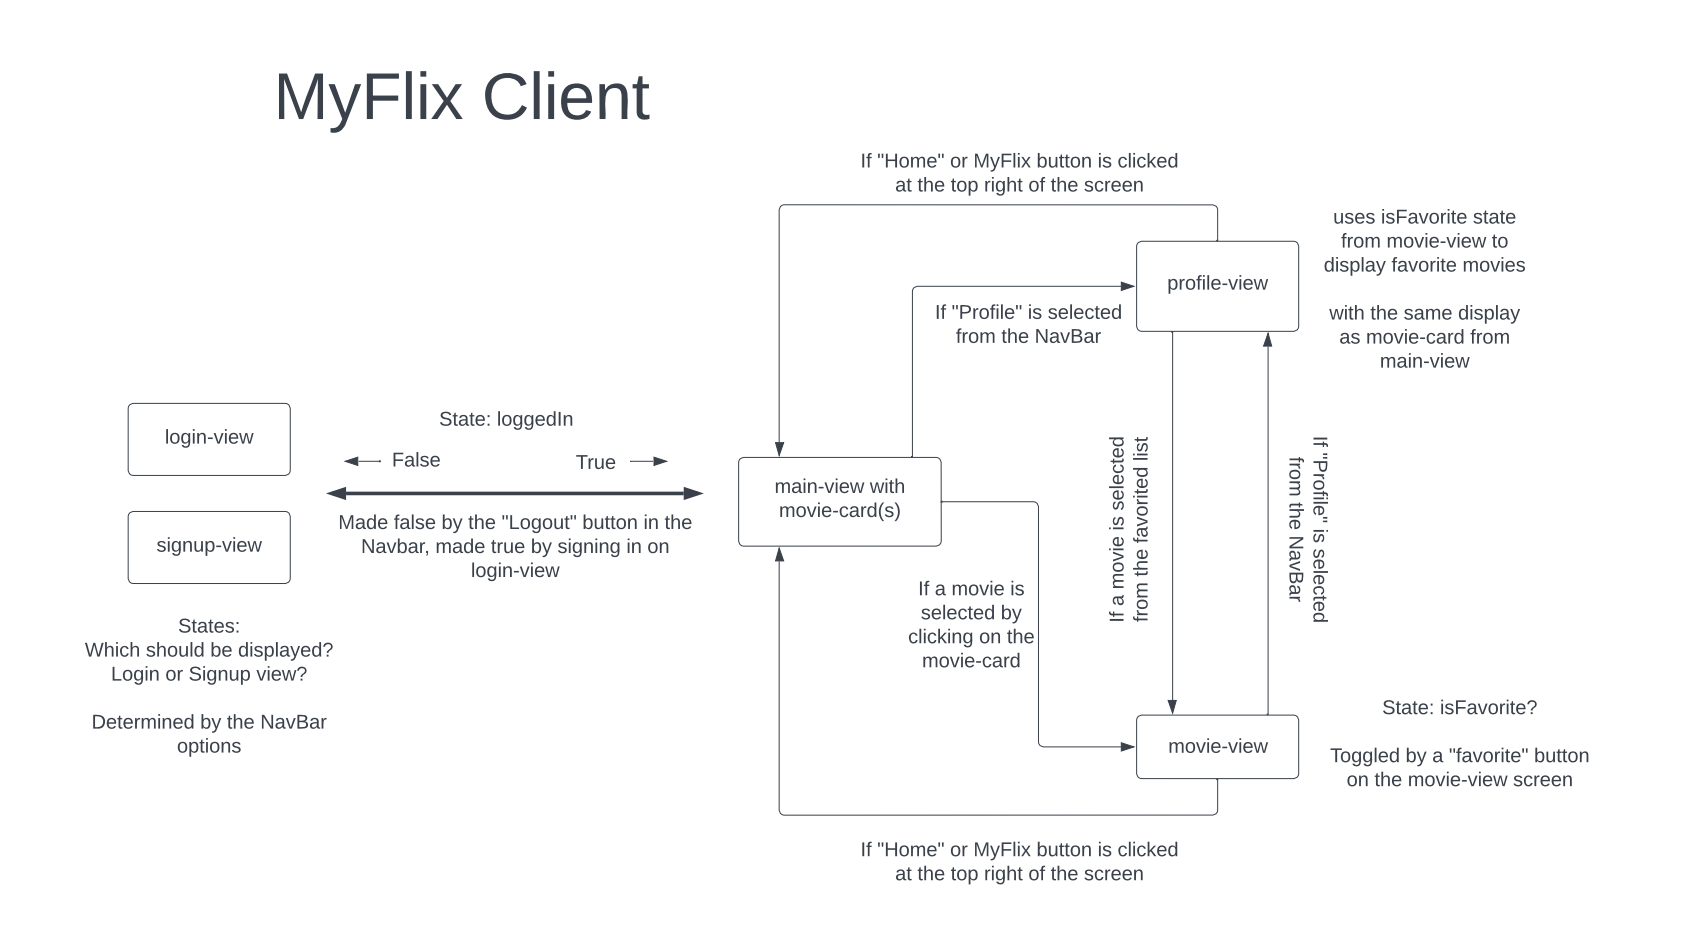 MyFlix Client
If "Home" or MyFlix button is clicked
at the top right of the screen
uses isFavorite state
from movie-view to
display favorite movies
with the same display
as movie-card from
main-view
profile-view
If "Profile" is selected
from the NavBar
login-view
signup-view
State: loggedIn
False
True
Made false by the "Logout" button in the
Navbar, made true by signing in on
login-view
States:
Which should be displayed?
Login or Signup view?
Determined by the NavBar
options
main-view with
movie-card(s)
If a movie is
selected by
clicking on the
movie-card
If a movie is selected
from the favorited list
If "Profile" is selected
from the NavBar
movie-view
State: isFavorite?
Toggled by a "favorite" button
on the movie-view screen
If "Home" or MyFlix button is clicked
at the top right of the screen